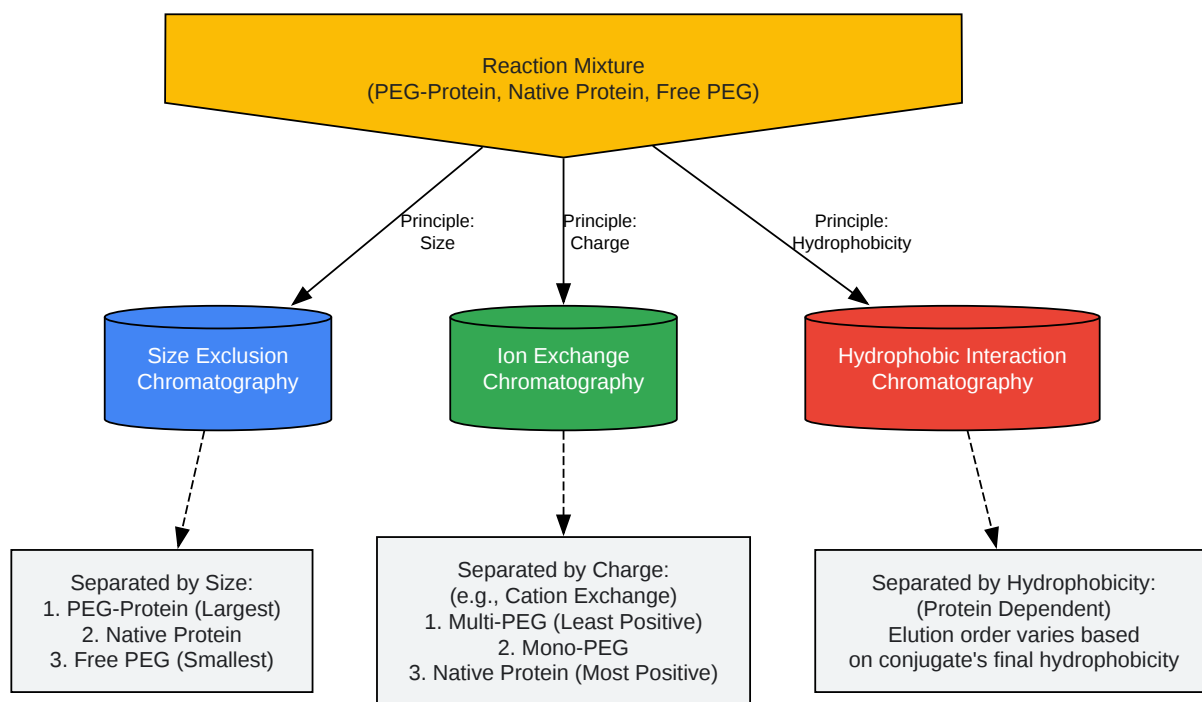 Reaction Mixture
(PEG-Protein, Native Protein, Free PEG)
Principle:
Size
Principle:
Charge
Principle:
Hydrophobicity
Size Exclusion
Chromatography
Ion Exchange
Chromatography
Hydrophobic Interaction
Chromatography
Separated by Size:
1. PEG-Protein (Largest)
2. Native Protein
3. Free PEG (Smallest)
Separated by Charge:
(e.g., Cation Exchange)
1. Multi-PEG (Least Positive)
2. Mono-PEG
3. Native Protein (Most Positive)
Separated by Hydrophobicity:
(Protein Dependent)
Elution order varies based
on conjugate's final hydrophobicity